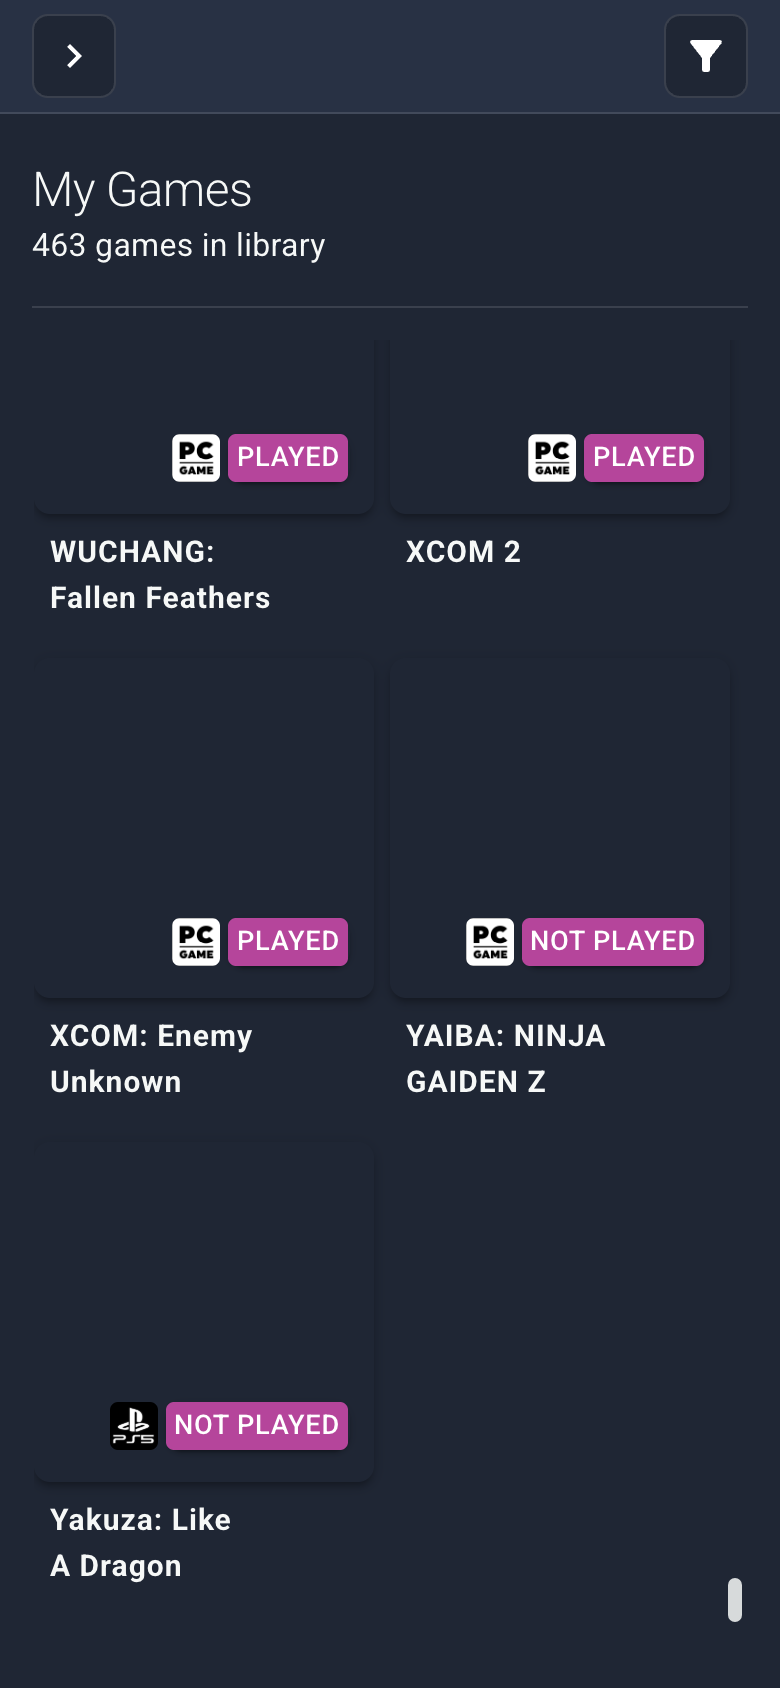 My Games
463 games in library
PC GAME PLAYED
PC GAME PLAYED
WUCHANG:
Fallen Feathers
XCOM 2
PC GAME PLAYED
PC GAME NOT PLAYED
XCOM: Enemy
Unknown
YAIBA: NINJA
GAIDEN Z
PS5 NOT PLAYED
Yakuza: Like
A Dragon